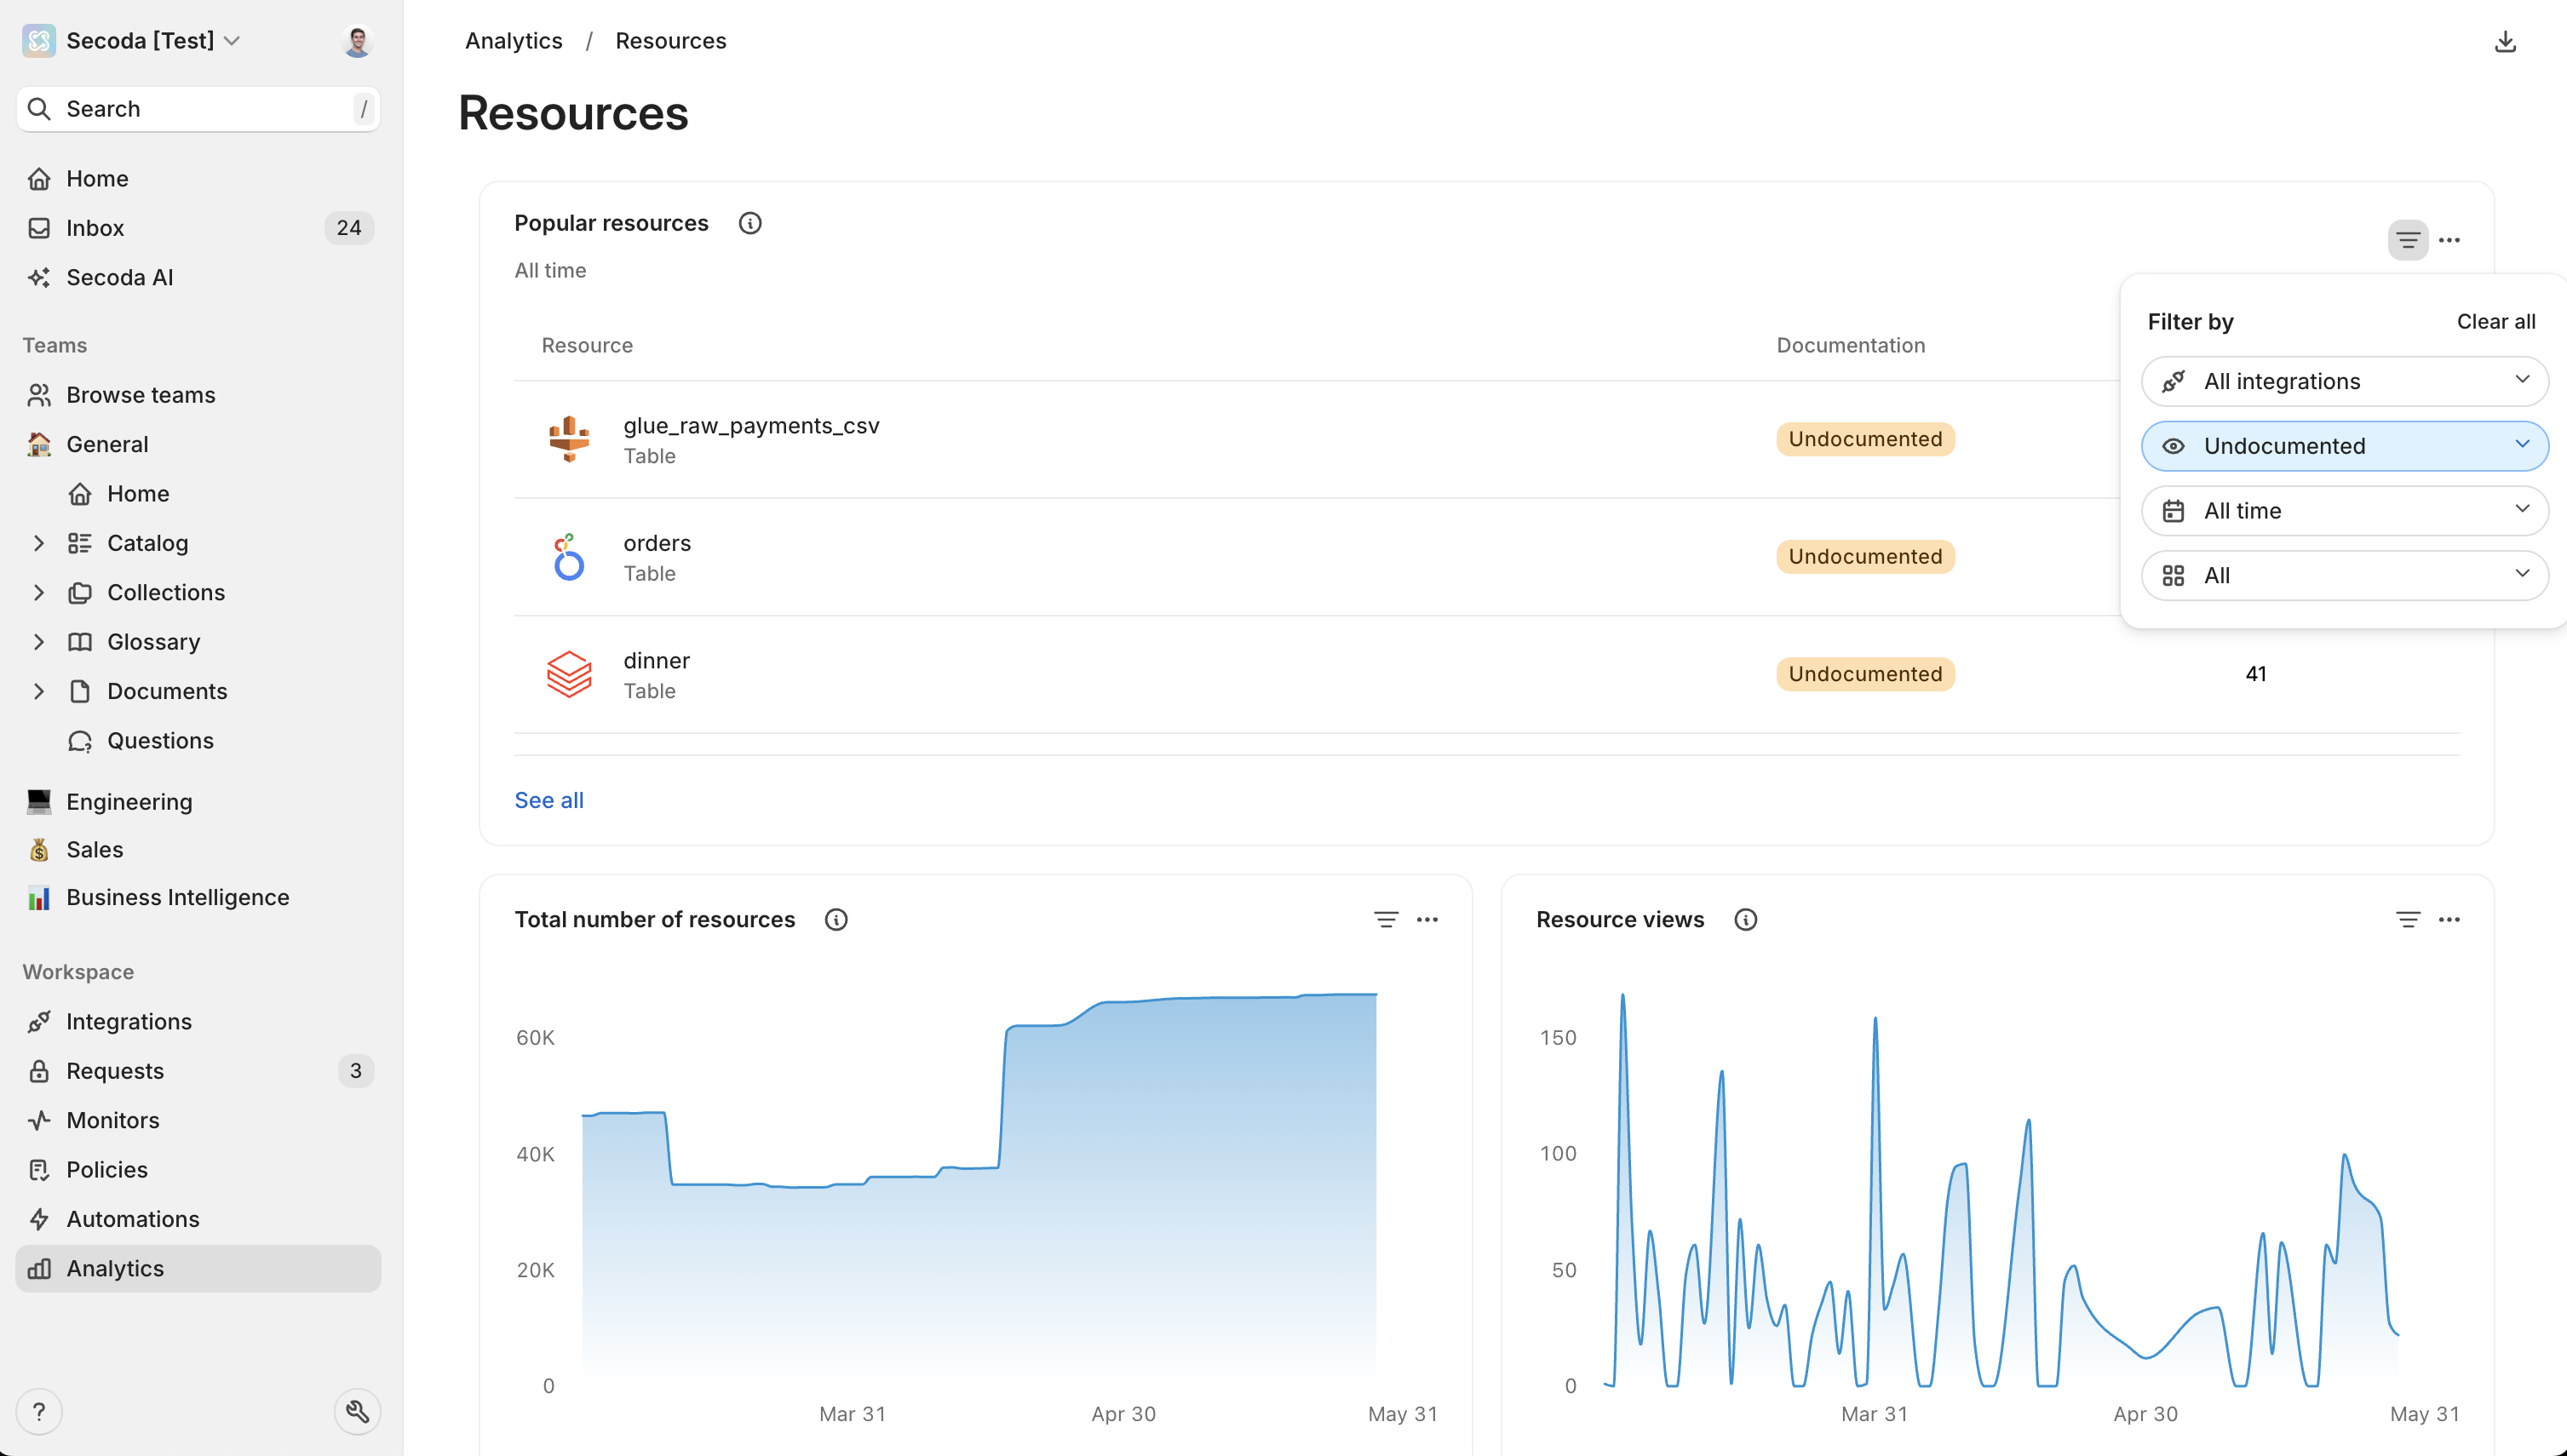 Secoda [Test]
Search /
Home
Inbox 24
Secoda AI
Teams
Browse teams
General
Home
Catalog
Collections
Glossary
Documents
Questions
Engineering
Sales
Business Intelligence
Workspace
Integrations
Requests 3
Monitors
Policies
Automations
Analytics
?
Analytics / Resources
Resources
Popular resources
All time
Resource Documentation
glue_raw_payments_csv
Table
Undocumented
orders
Table
Undocumented
dinner
Table
Undocumented 41
See all
Filter by Clear all
All integrations
Undocumented
All time
All
Total number of resources
60K
40K
20K
0
Mar 31 Apr 30 May 31
Resource views
150
100
50
0
Mar 31 Apr 30 May 31